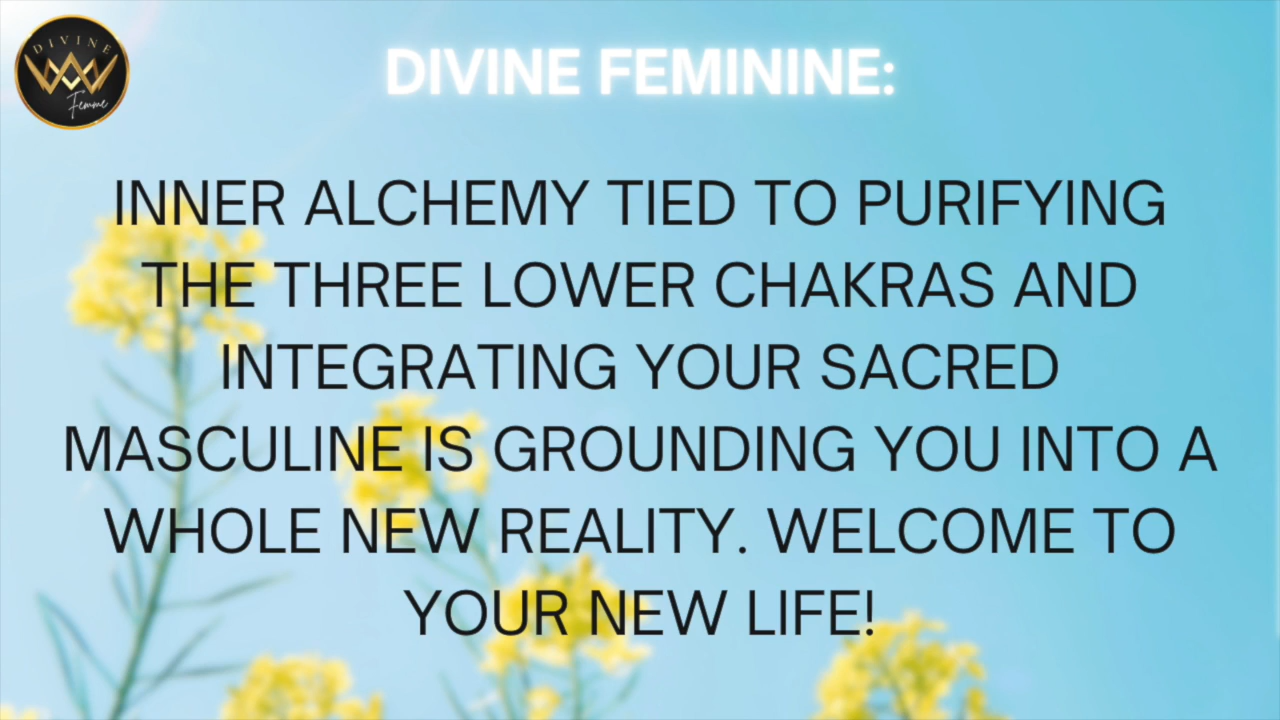 DIVINE
Femme
DIVINE FEMININE:
INNER ALCHEMY TIED TO PURIFYING
THE THREE LOWER CHAKRAS AND
INTEGRATING YOUR SACRED
MASCULINE IS GROUNDING YOU INTO A
WHOLE NEW REALITY. WELCOME TO
YOUR NEW LIFE!